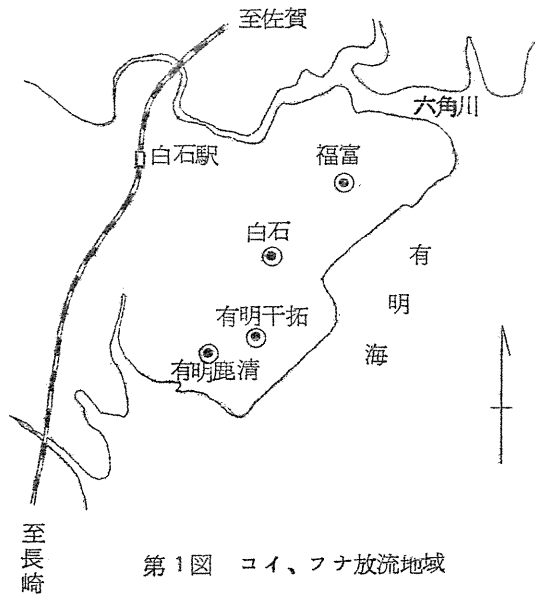 至佐賀
六角川
白石駅
福富
白石
有明海
有明干拓
有明鹿清
至長崎
第1図 コイ、フナ放流地域